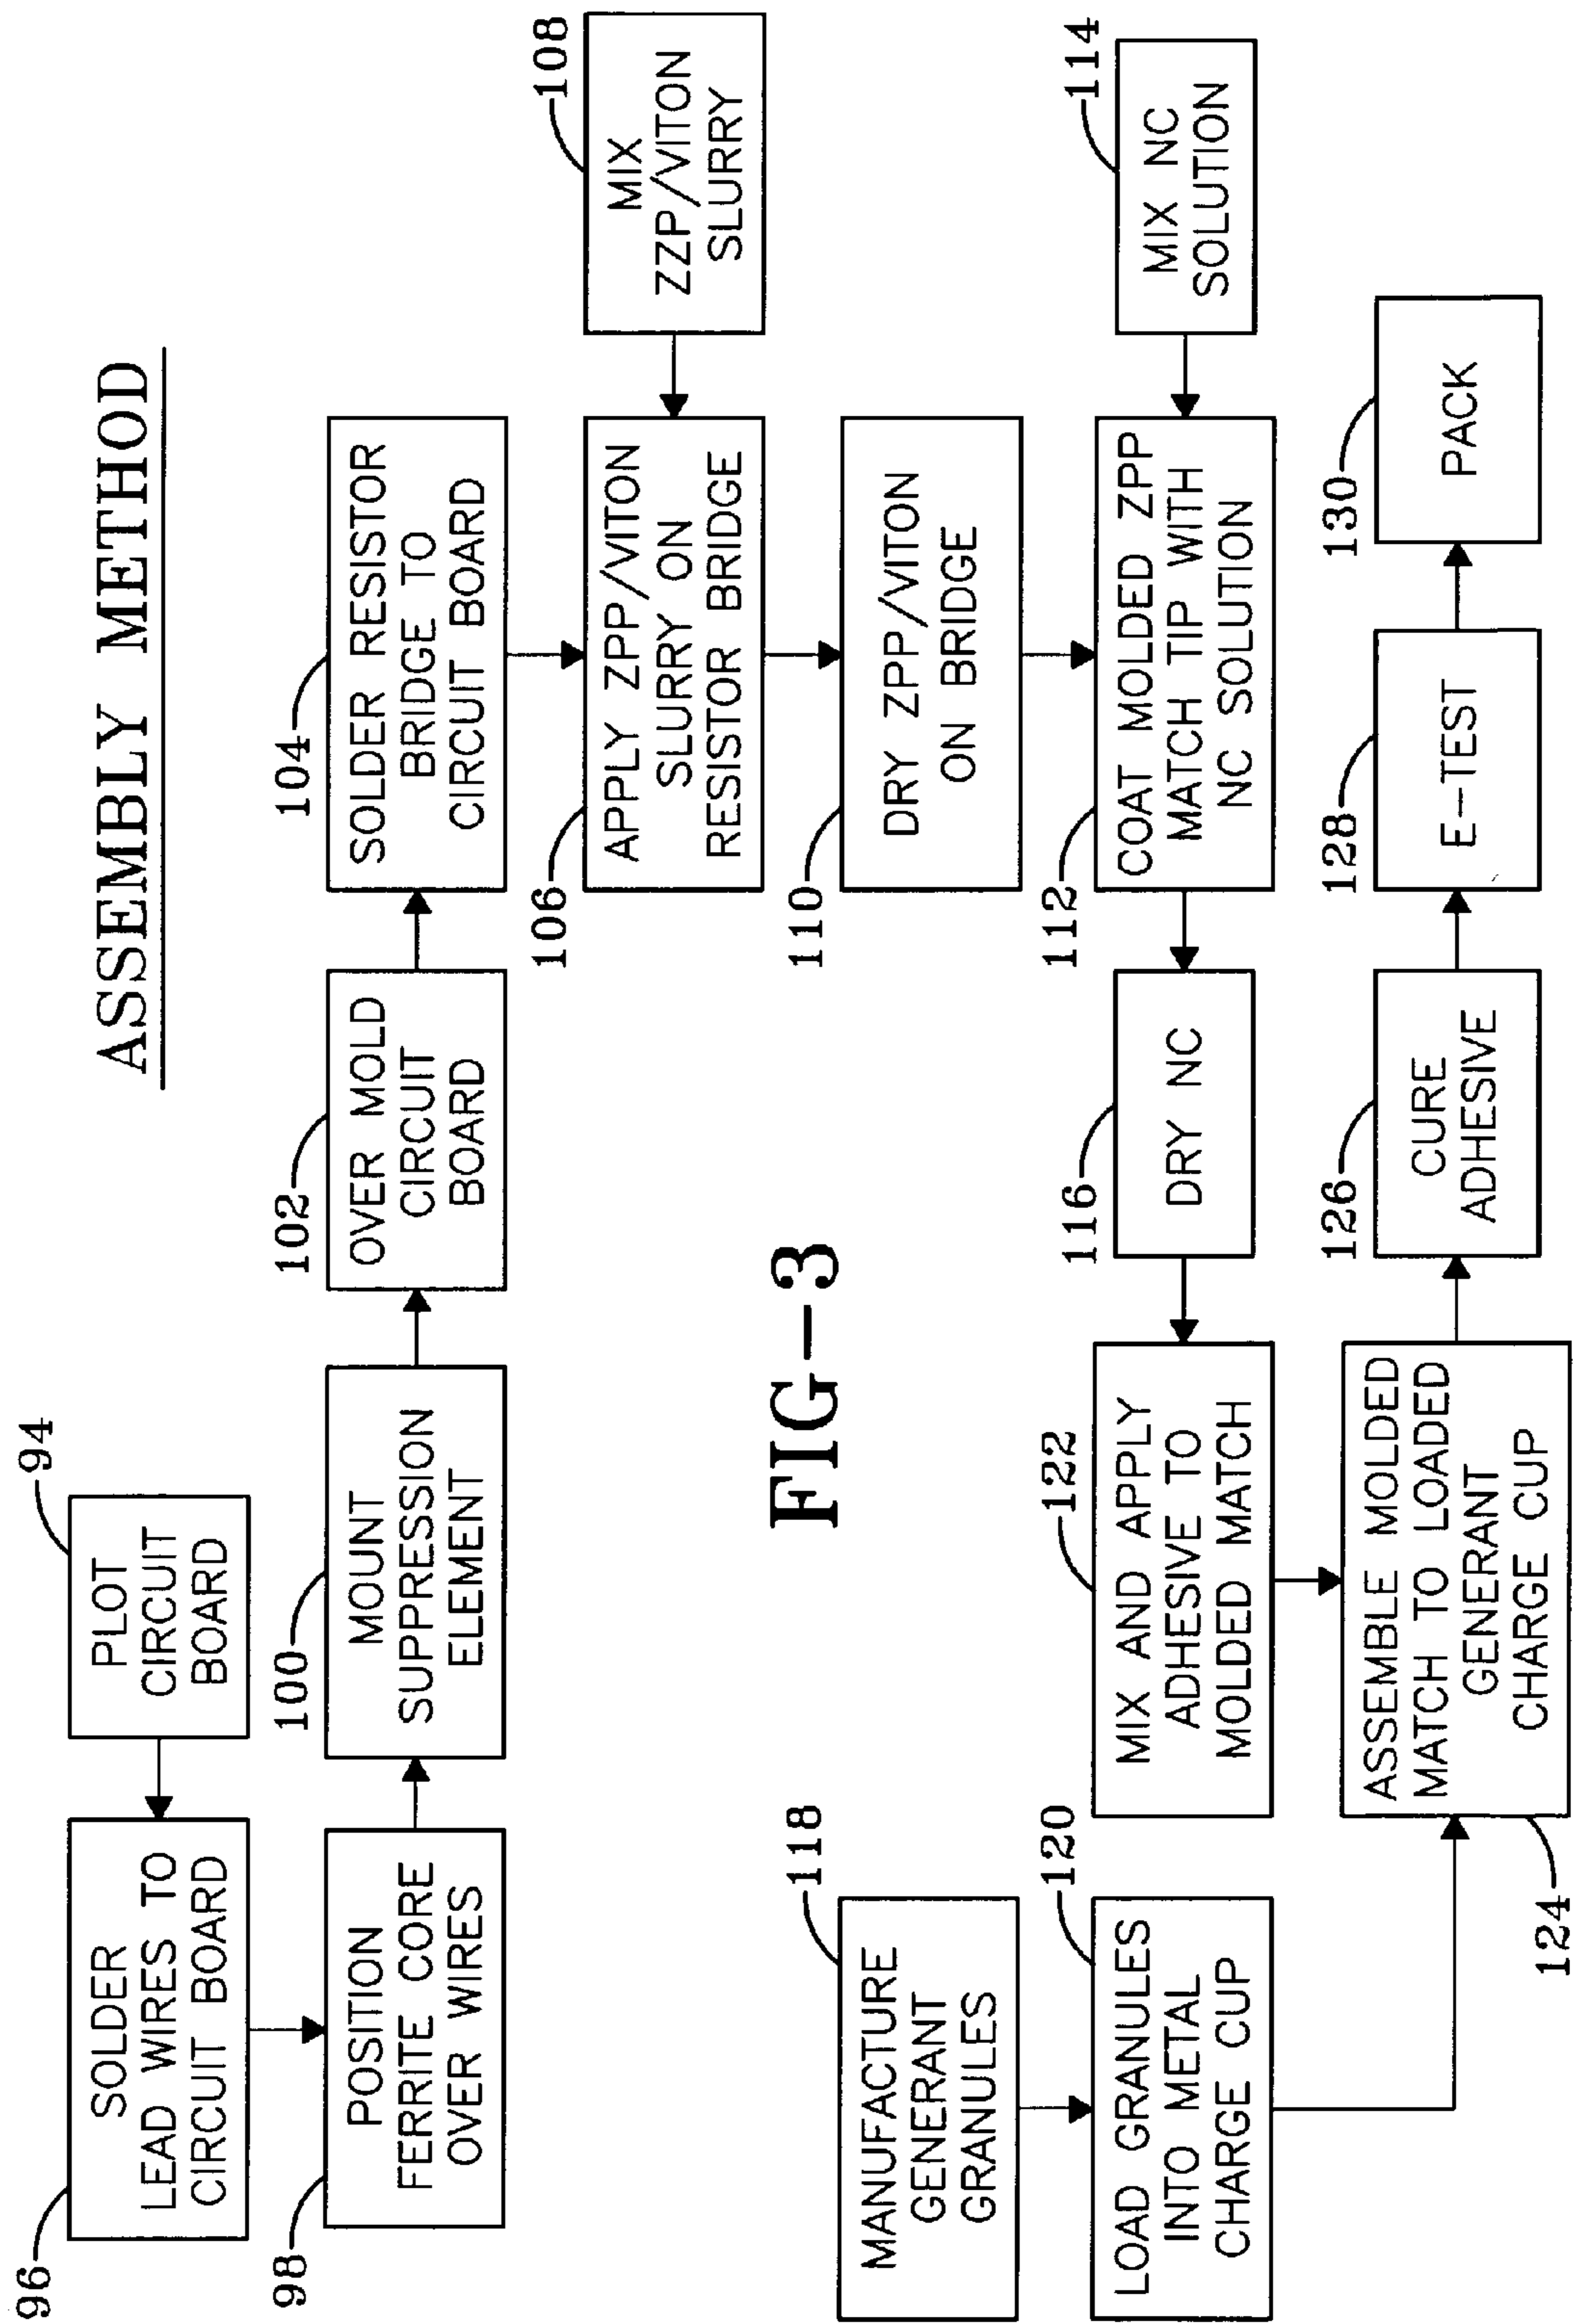 ASSEMBLY METHOD
94
PLOT
CIRCUIT
BOARD
96
SOLDER
LEAD WIRES TO
CIRCUIT BOARD
98
POSITION
FERRITE CORE
OVER WIRES
100
MOUNT
SUPPRESSION
ELEMENT
102
OVER MOLD
CIRCUIT
BOARD
104
SOLDER RESISTOR
BRIDGE TO
CIRCUIT BOARD
106
APPLY ZPP/VITON
SLURRY ON
RESISTOR BRIDGE
108
MIX
ZZP/VITON
SLURRY
110
DRY ZPP/VITON
ON BRIDGE
112
COAT MOLDED ZPP
MATCH TIP WITH
NC SOLUTION
114
MIX NC
SOLUTION
116
DRY NC
118
MANUFACTURE
GENERANT
GRANULES
120
LOAD GRANULES
INTO METAL
CHARGE CUP
122
MIX AND APPLY
ADHESIVE TO
MOLDED MATCH
124
ASSEMBLE MOLDED
MATCH TO LOADED
GENERANT
CHARGE CUP
126
CURE
ADHESIVE
128
E-TEST
130
PACK
FIG-3